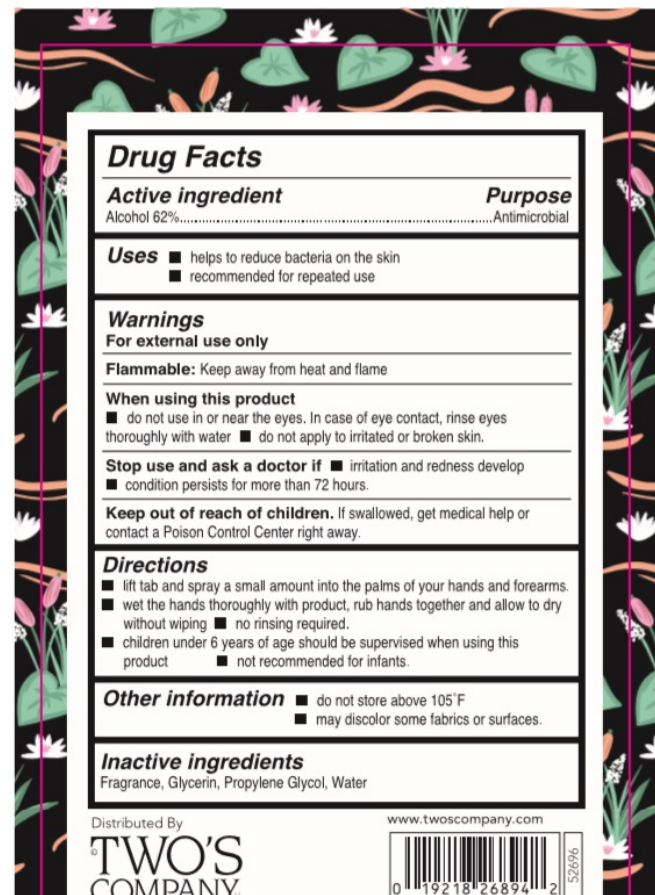 Drug Facts
Active ingredient Purpose
Alcohol 62%..........................................................................................Antimicrobial
Uses ■ helps to reduce bacteria on the skin
■ recommended for repeated use
Warnings
For external use only
Flammable: Keep away from heat and flame
When using this product
■ do not use in or near the eyes. In case of eye contact, rinse eyes
thoroughly with water ■ do not apply to irritated or broken skin.
Stop use and ask a doctor if ■ irritation and redness develop
■ condition persists for more than 72 hours.
Keep out of reach of children. If swallowed, get medical help or
contact a Poison Control Center right away.
Directions
■ lift tab and spray a small amount into the palms of your hands and forearms.
■ wet the hands thoroughly with product, rub hands together and allow to dry
without wiping ■ no rinsing required.
■ children under 6 years of age should be supervised when using this
product ■ not recommended for infants.
Other information ■ do not store above 105°F
■ may discolor some fabrics or surfaces.
Inactive ingredients
Fragrance, Glycerin, Propylene Glycol, Water
Distributed By
www.twoscompany.com
©TWO'S
COMPANY
0 19218 26894 2
52696